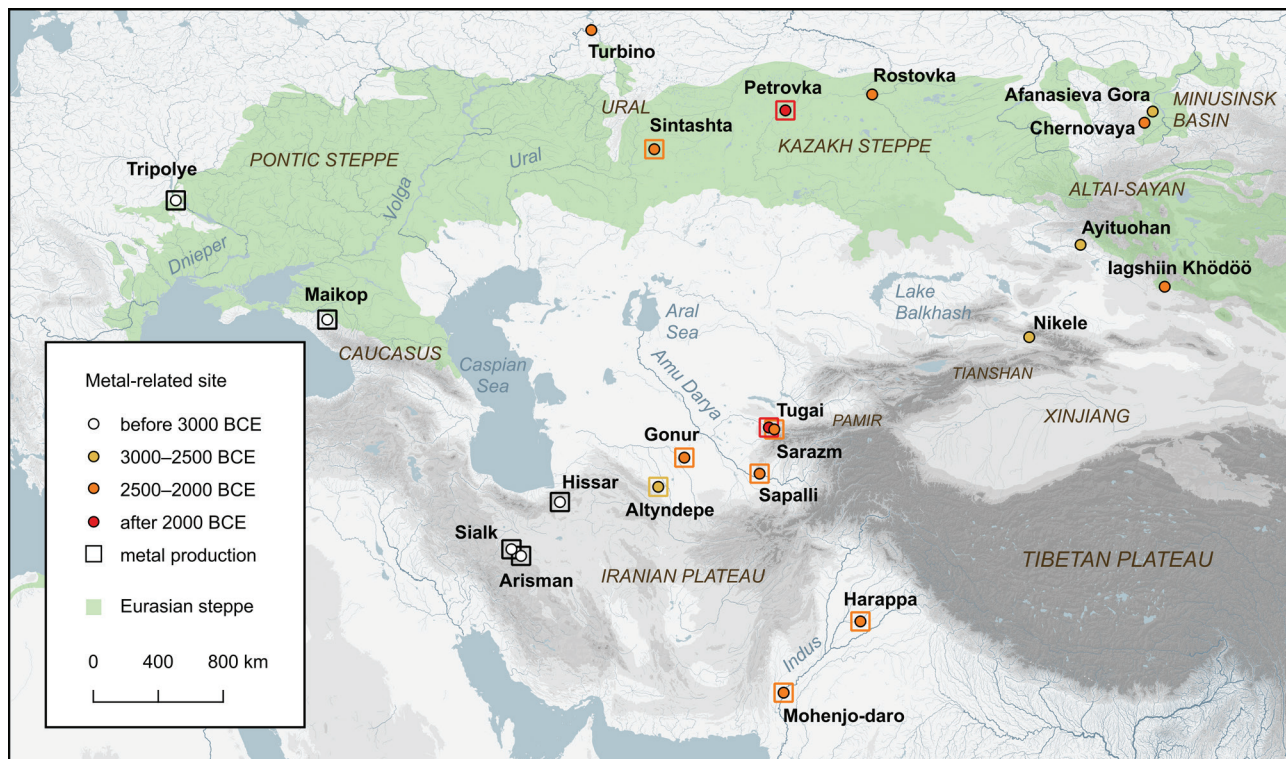 Turbino
Rostovka
Petrovka
Afanasieva Gora
MINUSINSK
BASIN
URAL
Chernovaya
Sintashta
KAZAKH STEPPE
PONTIC STEPPE
Ural
Tripolye
Volga
ALTAI-SAYAN
Ayituohan
Dnieper
Iagshiin Khödöö
Maikop
Lake
Balkhash
Aral
Sea
Nikele
CAUCASUS
Caspian
Sea
Amu Darya
TIANSHAN
Tugai
PAMIR
XINJIANG
Gonur
Sarazm
Hissar
Sapalli
Altyndepe
Sialk
Arisman
IRANIAN PLATEAU
TIBETAN PLATEAU
Harappa
Indus
Mohenjo-daro
Metal-related site
before 3000 BCE
3000–2500 BCE
2500–2000 BCE
after 2000 BCE
metal production
Eurasian steppe
0 400 800 km